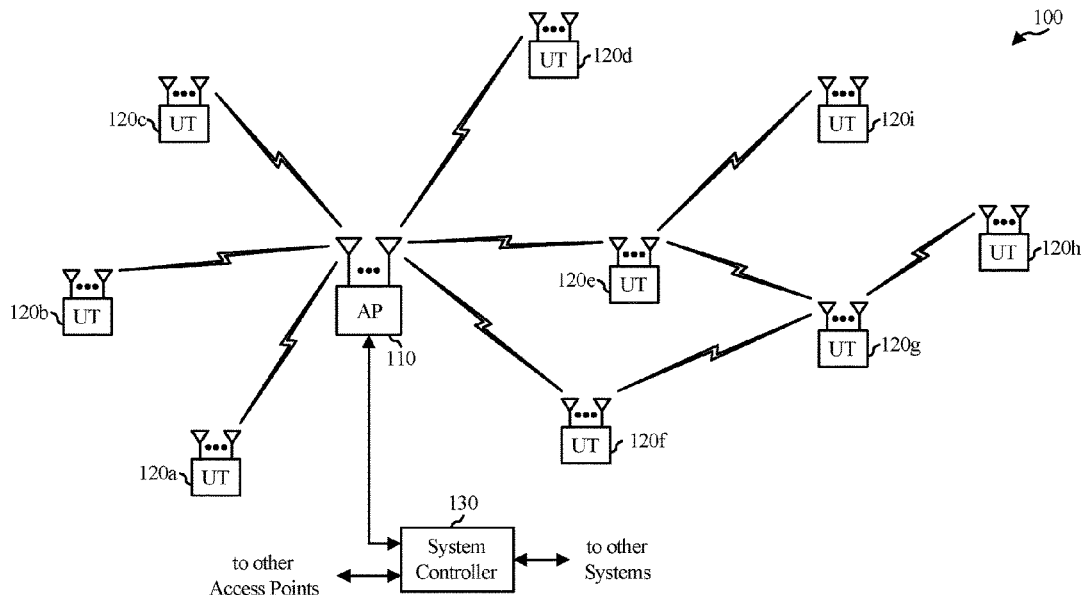 100
UT
120d
120c
UT
UT
120i
UT
120h
120b
UT
AP
110
120e
UT
UT
120g
120a
UT
UT
120f
130
System
Controller
to other
Access Points
to other
Systems